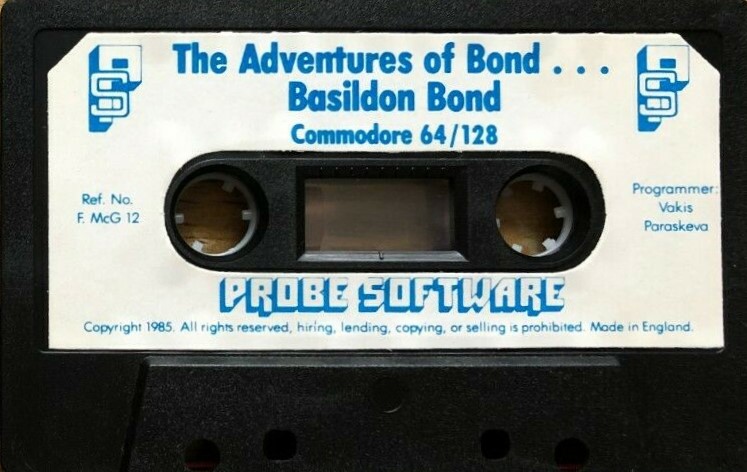 The Adventures of Bond . . .
Basildon Bond
Commodore 64/128
Ref. No.
F. McG 12
Programmer:
Vakis
Paraskeva
PROBE SOFTWARE
Copyright 1985. All rights reserved, hiring, lending, copying, or selling is prohibited. Made in England.